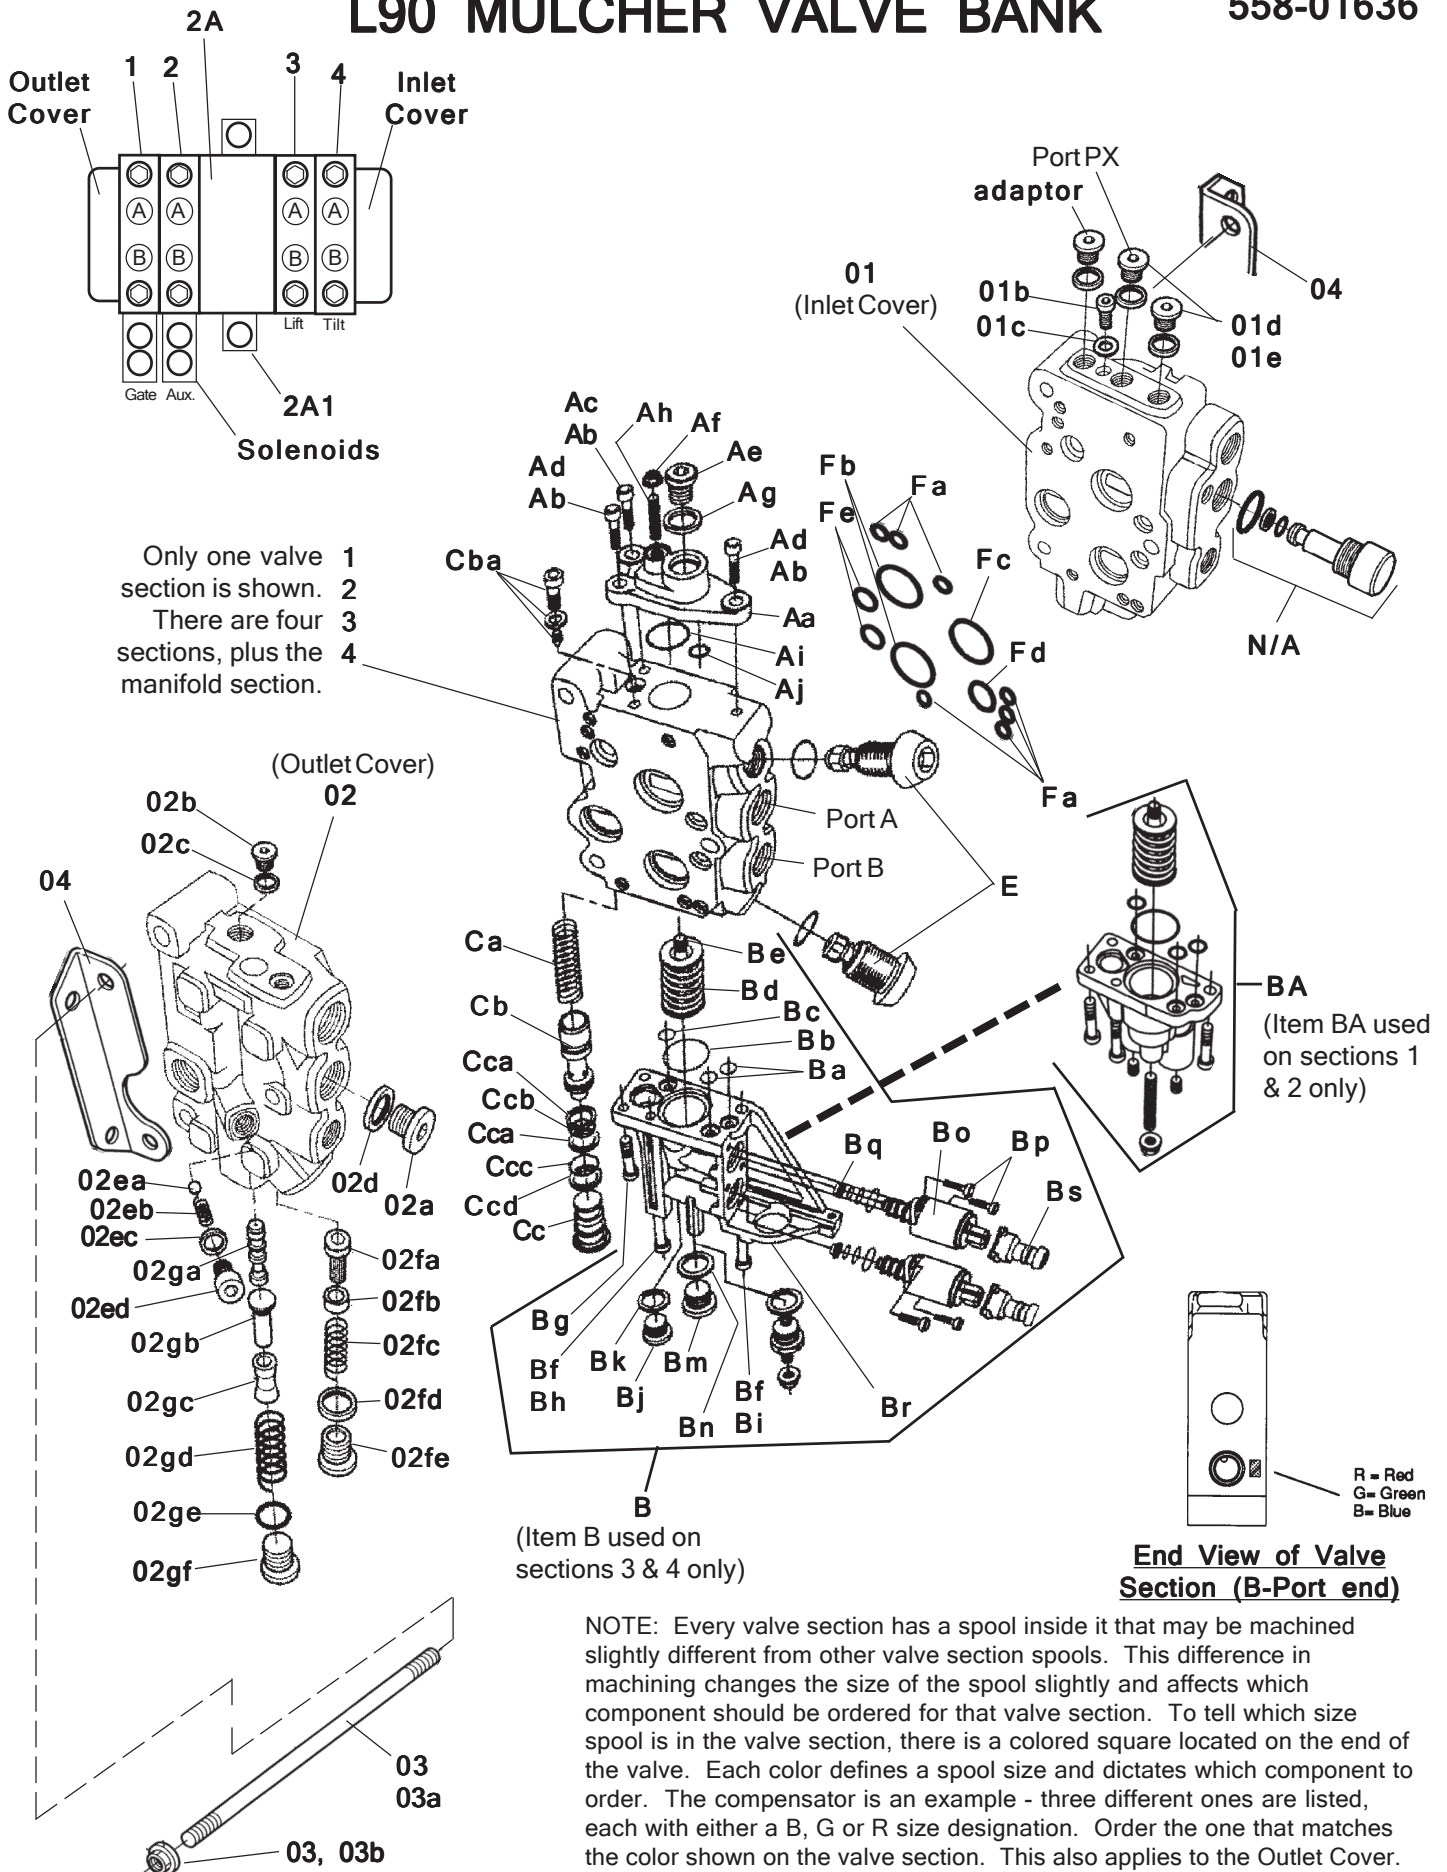 L90 MULCHER VALVE BANK
558-01636
2A
1
2
3
4
Outlet
Cover
Inlet
Cover
A
A
A
A
B
B
B
B
Lift
Tilt
Gate
Aux.
2A1
Solenoids
Port PX
adaptor
01
(Inlet Cover)
01b
01c
04
01d
01e
N/A
Ac
Ab
Ah
Af
Ae
Ad
Ab
Ag
Ad
Ab
Aa
Ai
Aj
Cba
Fb
Fa
Fe
Fc
Fd
Fa
Only one valve 1
section is shown. 2
There are four 3
sections, plus the 4
manifold section.
Port A
Port B
E
(Outlet Cover)
02
02b
02c
04
02d
02a
02ea
02eb
02ec
02ga
02ed
02gb
02gc
02gd
02ge
02gf
02fa
02fb
02fc
02fd
02fe
Ca
Cb
Cca
Ccb
Cca
Ccc
Ccd
Cc
Be
Bd
Bc
Bb
Ba
Bq
Bo
Bp
Bs
Bg
Bf
Bh
Bk
Bj
Bm
Bn
Bf
Bi
Br
BA
(Item BA used
on sections 1
& 2 only)
B
(Item B used on
sections 3 & 4 only)
R = Red
G= Green
B= Blue
End View of Valve
Section (B-Port end)
03
03a
03, 03b
NOTE: Every valve section has a spool inside it that may be machined
slightly different from other valve section spools. This difference in
machining changes the size of the spool slightly and affects which
component should be ordered for that valve section. To tell which size
spool is in the valve section, there is a colored square located on the end of
the valve. Each color defines a spool size and dictates which component to
order. The compensator is an example - three different ones are listed,
each with either a B, G or R size designation. Order the one that matches
the color shown on the valve section. This also applies to the Outlet Cover.